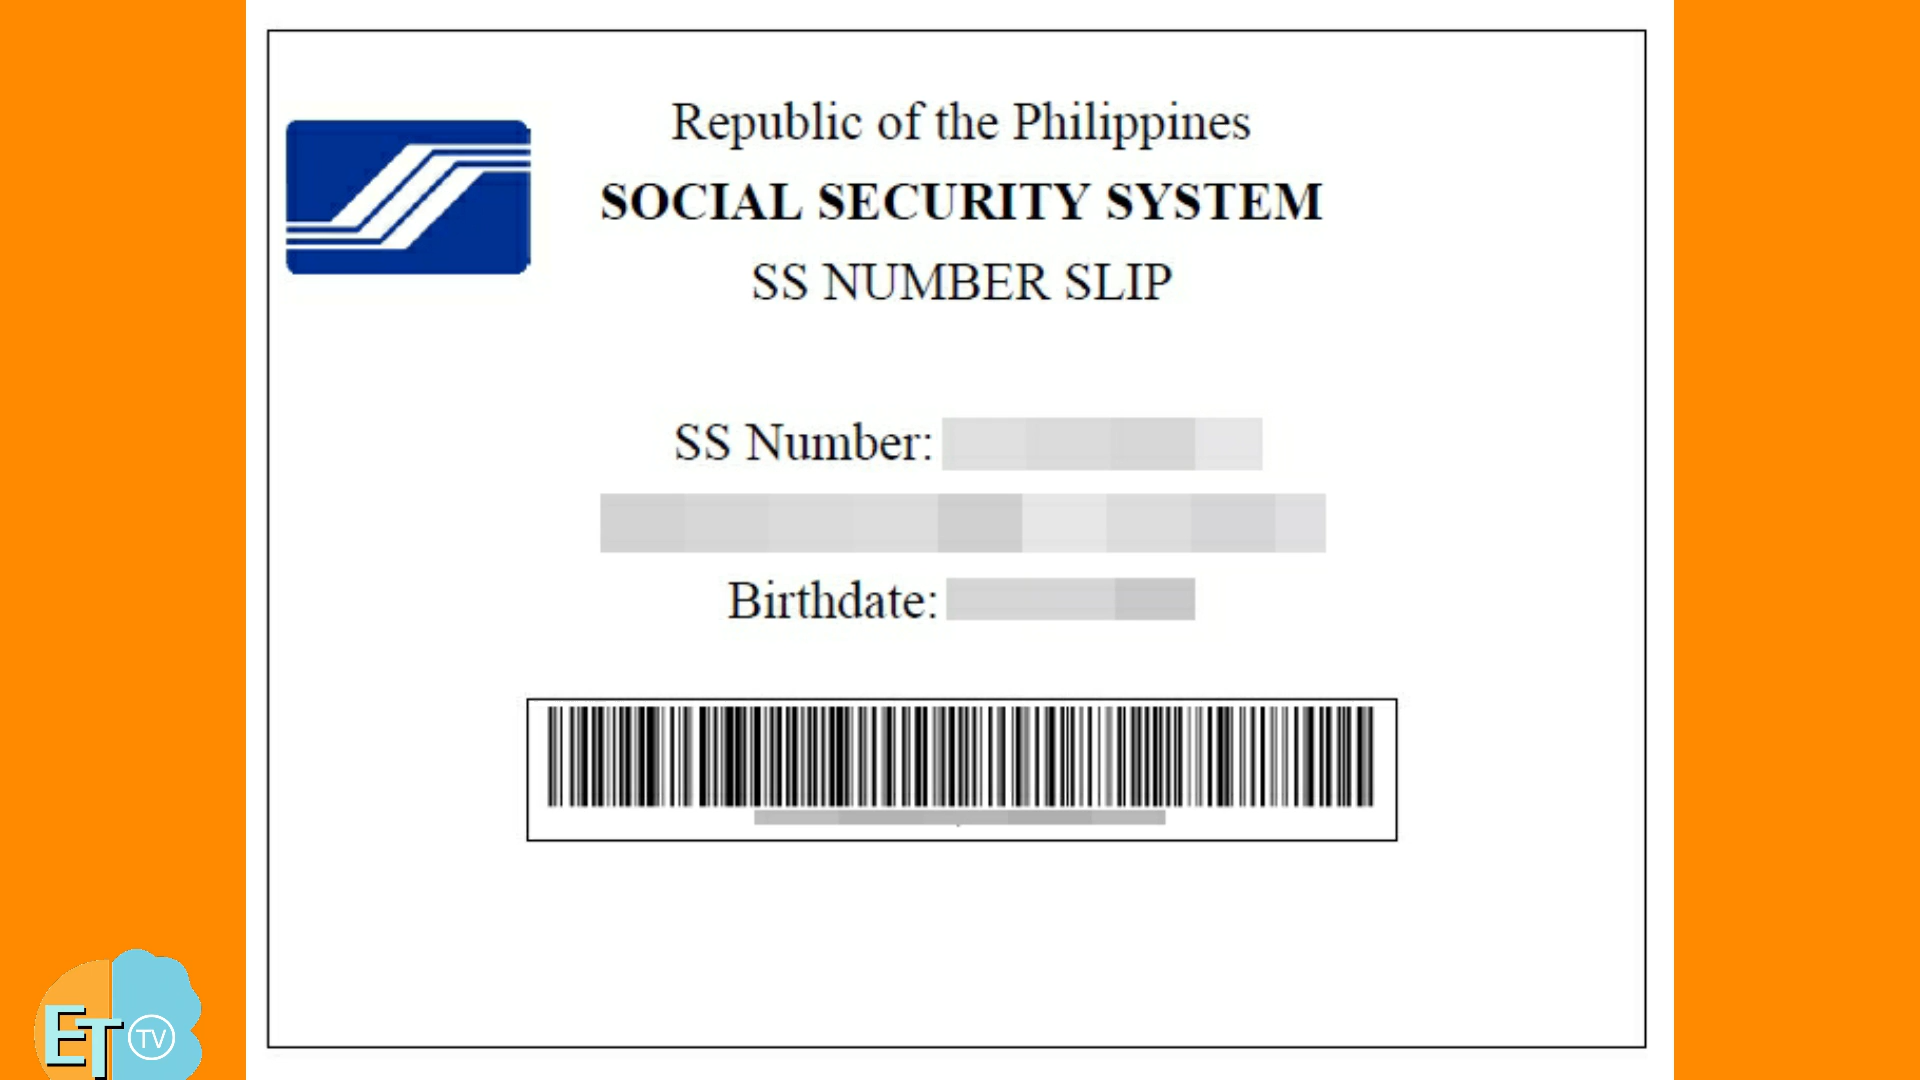 Republic of the Philippines
SOCIAL SECURITY SYSTEM
SS NUMBER SLIP
SS Number:
Birthdate:
ET TV